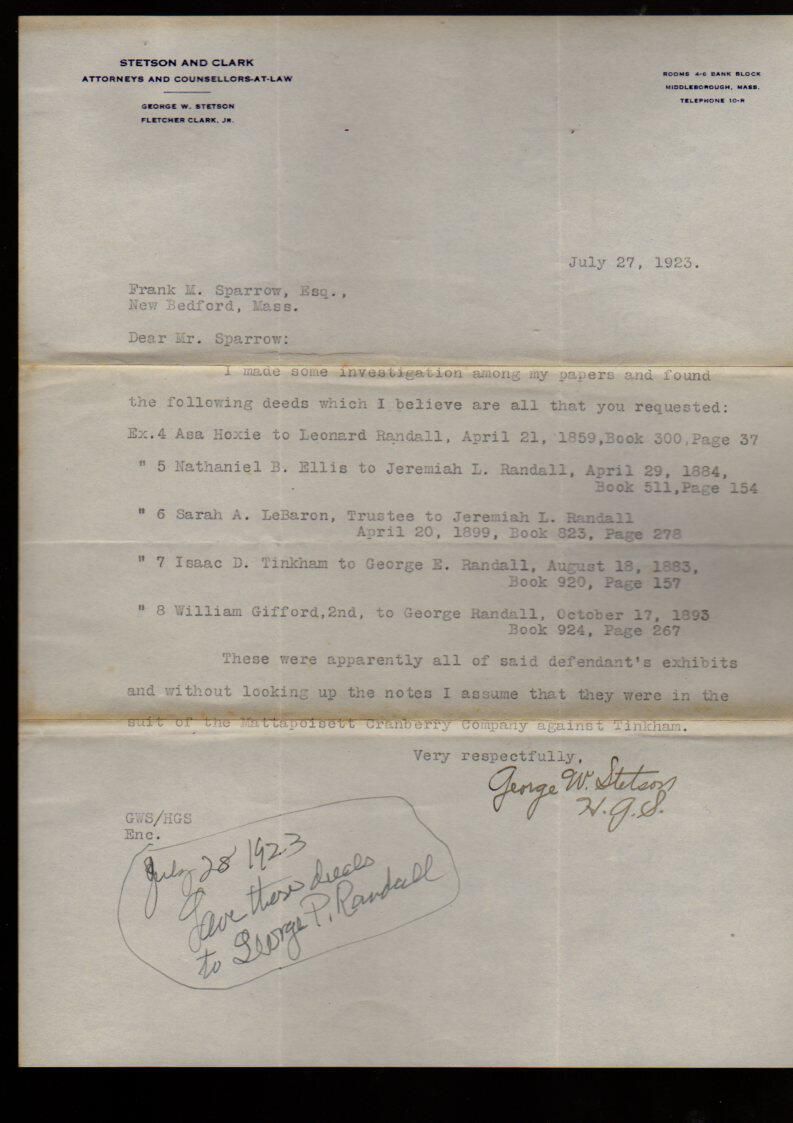 STETSON AND CLARK
ATTORNEYS AND COUNSELLORS-AT-LAW
GEORGE W. STETSON
FLETCHER CLARK, JR.
ROOMS 4-6 BANK BLOCK
MIDDLEBOROUGH, MASS.
TELEPHONE 10-R
July 27, 1923.
Frank M. Sparrow, Esq.,
New Bedford, Mass.
Dear Mr. Sparrow:
I made some investigation among my papers and found
the following deeds which I believe are all that you requested:
Ex.4 Asa Hoxie to Leonard Randall, April 21, 1859,Book 300,Page 37
" 5 Nathaniel B. Ellis to Jeremiah L. Randall, April 29, 1884,
Book 511,Page 154
" 6 Sarah A. LeBaron, Trustee to Jeremiah L. Randall
April 20, 1899, Book 823, Page 278
" 7 Isaac D. Tinkham to George E. Randall, August 18, 1883,
Book 920, Page 157
" 8 William Gifford,2nd, to George Randall, October 17, 1893
Book 924, Page 267
These were apparently all of said defendant's exhibits
and without looking up the notes I assume that they were in the
suit of the Mattapoisett Cranberry Company against Tinkham.
Very respectfully,
George W. Stetson
H.G.S.
GWS/HGS
Enc.
July 28 1923
Gave these deeds
to George P. Randall